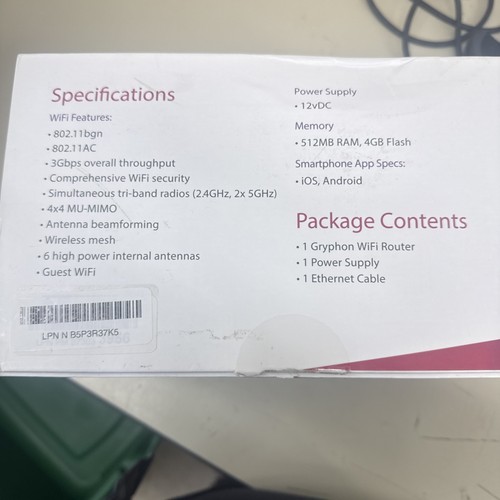 Specifications
WiFi Features:
• 802.11bgn
• 802.11AC
• 3Gbps overall throughput
• Comprehensive WiFi security
• Simultaneous tri-band radios (2.4GHz, 2x 5GHz)
• 4x4 MU-MIMO
• Antenna beamforming
• Wireless mesh
• 6 high power internal antennas
• Guest WiFi
LPN N B5P3R37K5
Power Supply
• 12vDC
Memory
• 512MB RAM, 4GB Flash
Smartphone App Specs:
• iOS, Android
Package Contents
• 1 Gryphon WiFi Router
• 1 Power Supply
• 1 Ethernet Cable